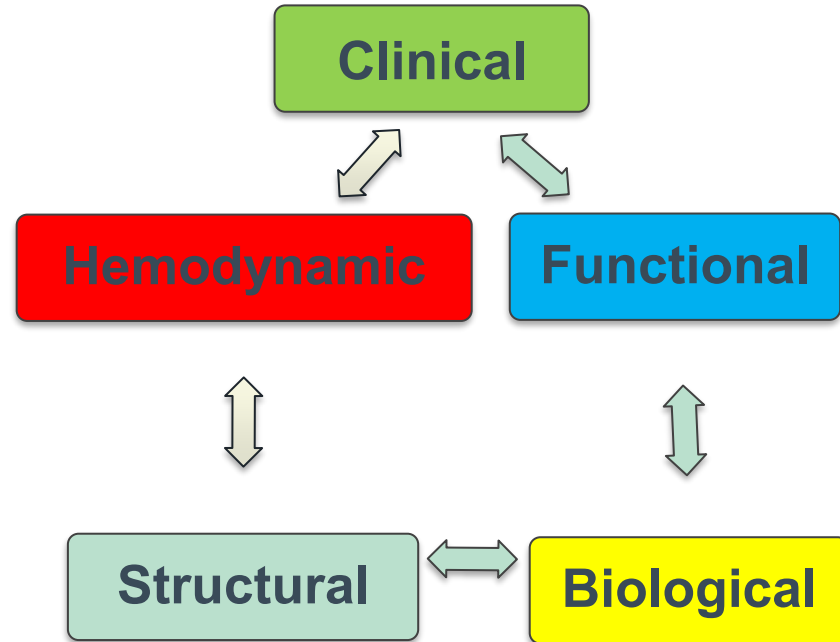 Clinical
Hemodynamic
Functional
Structural
Biological